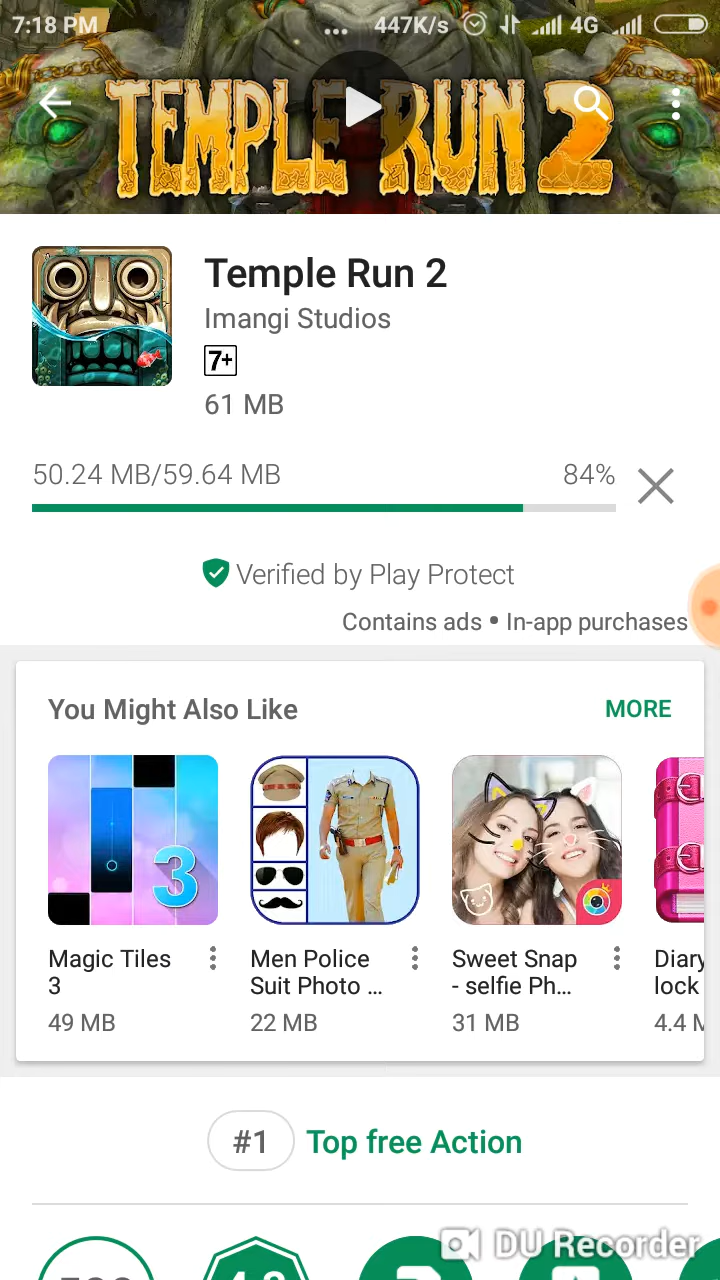 7:18 PM ... 447K/s 4G
TEMPLE RUN 2
Temple Run 2
Imangi Studios
7+
61 MB
50.24 MB/59.64 MB 84%
Verified by Play Protect
Contains ads • In-app purchases
You Might Also Like MORE
3
Magic Tiles
3
49 MB
Men Police
Suit Photo ...
22 MB
Sweet Snap
- selfie Ph...
31 MB
Diary
lock
4.4 M
#1 Top free Action
DU Recorder